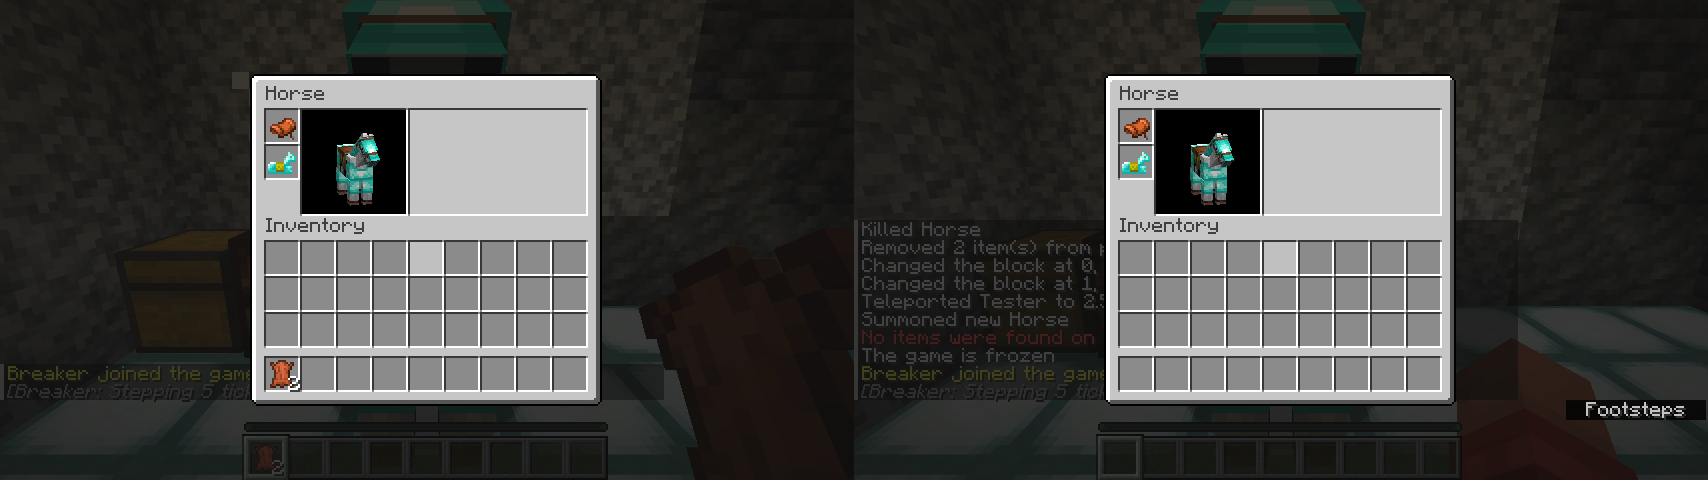 Horse
Inventory
2
Breaker joined the game
[Breaker: Stepping 5
2
Horse
Inventory
Killed Horse
Removed 2 item(s) from
Changed the block at 0,
Changed the block at 1,
Teleported Tester to 2.5
Summoned new Horse
No items were found on
The game is frozen
Breaker joined the game
[Breaker: Stepping 5
Footsteps